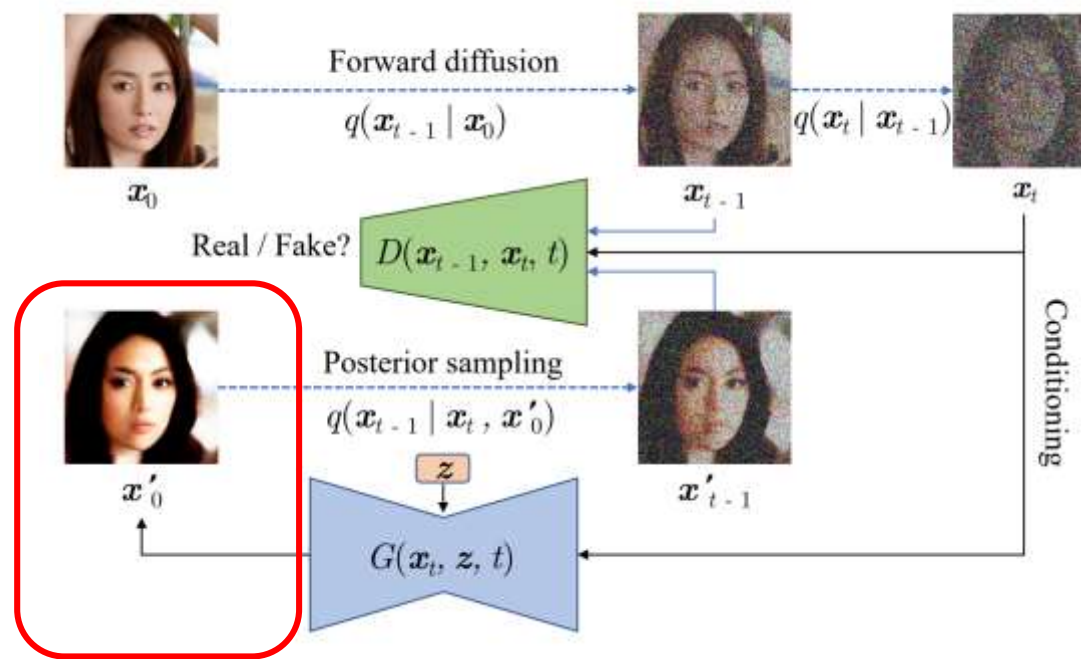 Forward diffusion
q(x_{t-1} | x_0)
q(x_t | x_{t-1})
x_0
x_{t-1}
x_t
Real / Fake?
D(x_{t-1}, x_t, t)
Conditioning
Posterior sampling
q(x_{t-1} | x_t, x'_0)
z
x'_0
x'_{t-1}
G(x_t, z, t)